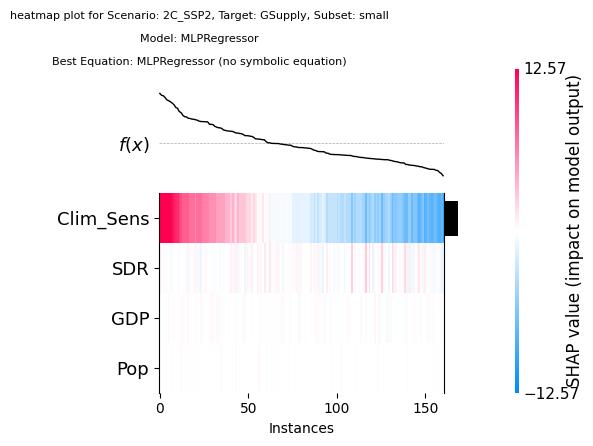 heatmap plot for Scenario: 2C_SSP2, Target: GSupply, Subset: small
Model: MLPRegressor
Best Equation: MLPRegressor (no symbolic equation)
12.57
f(x)
Clim_Sens
SDR
GDP
Pop
SHAP value (impact on model output)
−12.57
0
50
100
150
Instances